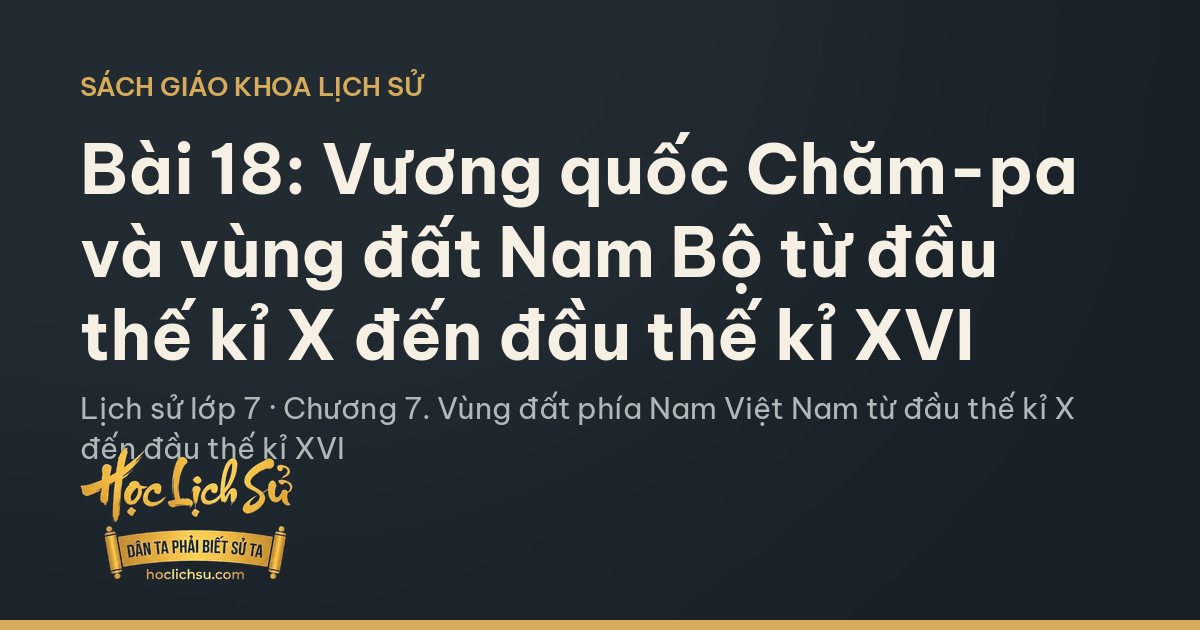 SÁCH GIÁO KHOA LỊCH SỬ
Bài 18: Vương quốc Chăm-pa
và vùng đất Nam Bộ từ đầu
thế kỉ X đến đầu thế kỉ XVI
Lịch sử lớp 7 · Chương 7. Vùng đất phía Nam Việt Nam từ đầu thế kỉ X
đến đầu thế kỉ XVI
Học Lịch Sử
DÂN TA PHẢI BIẾT SỬ TA
hoclichsu.com